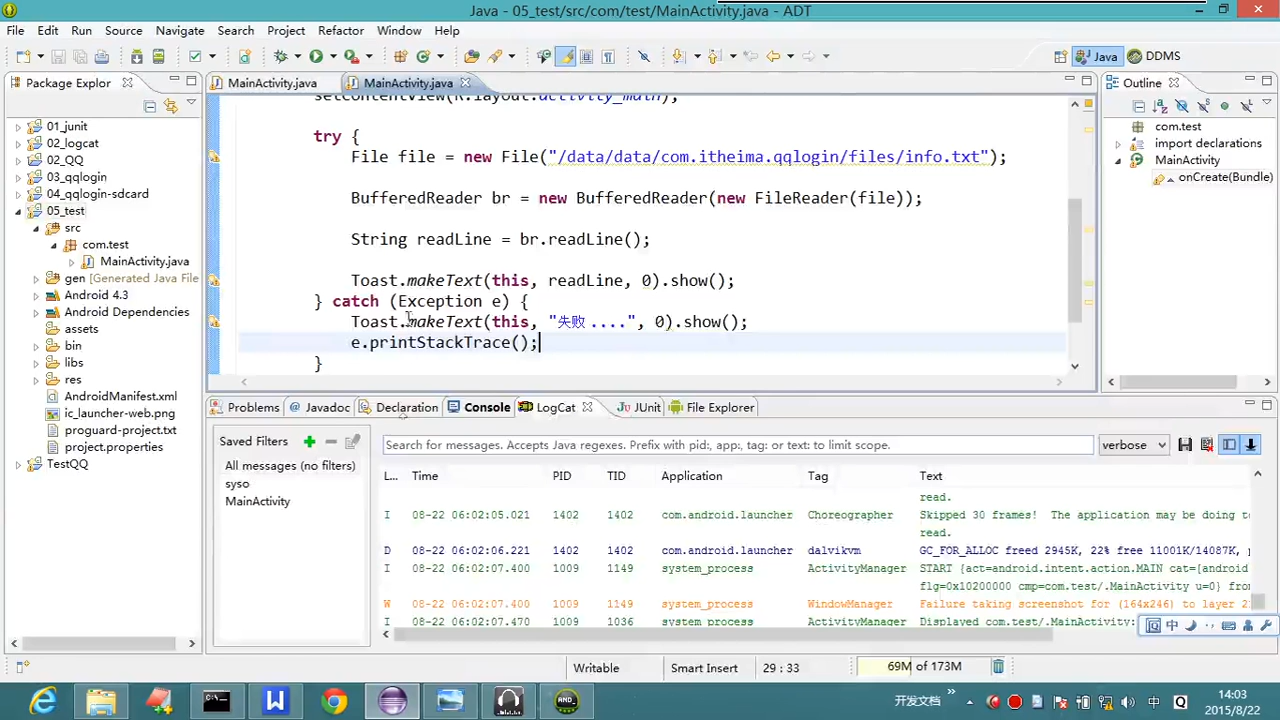 Java - 05_test/src/com/test/MainActivity.java - ADT
File Edit Run Source Navigate Search Project Refactor Window Help
Java DDMS
Package Explor
01_junit
02_logcat
02_QQ
03_qqlogin
04_qqlogin-sdcard
05_test
src
com.test
MainActivity.java
gen [Generated Java File
Android 4.3
Android Dependencies
assets
bin
libs
res
AndroidManifest.xml
ic_launcher-web.png
proguard-project.txt
project.properties
TestQQ
MainActivity.java MainActivity.java
setContentView(R.layout.activity_main);
try {
File file = new File("/data/data/com.itheima.qqlogin/files/info.txt");
BufferedReader br = new BufferedReader(new FileReader(file));
String readLine = br.readLine();
Toast.makeText(this, readLine, 0).show();
} catch (Exception e) {
Toast.makeText(this, "失败....", 0).show();
e.printStackTrace();
}
Outline
com.test
import declarations
MainActivity
onCreate(Bundle)
Problems Javadoc Declaration Console LogCat JUnit File Explorer
Saved Filters
All messages (no filters)
syso
MainActivity
Search for messages. Accepts Java regexes. Prefix with pid:, app:, tag: or text: to limit scope. verbose
L... Time PID TID Application Tag Text
read.
I 08-22 06:02:05.021 1402 1402 com.android.launcher Choreographer Skipped 30 frames! The application may be doing to
read.
D 08-22 06:02:06.221 1402 1402 com.android.launcher dalvikvm GC_FOR_ALLOC freed 2945K, 22% free 11001K/14087K,
I 08-22 06:02:07.400 1009 1149 system_process ActivityManager START {act=android.intent.action.MAIN cat=[android
flg=0x10200000 cmp=com.test/.MainActivity u=0} from
W 08-22 06:02:07.400 1009 1149 system_process WindowManager Failure taking screenshot for (164x246) to layer 2
I 08-22 06:02:07.470 1009 1036 system_process ActivityManager Displayed com.test/.MainActivity:
中
Writable Smart Insert 29 : 33 69M of 173M
开发文档 » 中 Q 14:03
2015/8/22